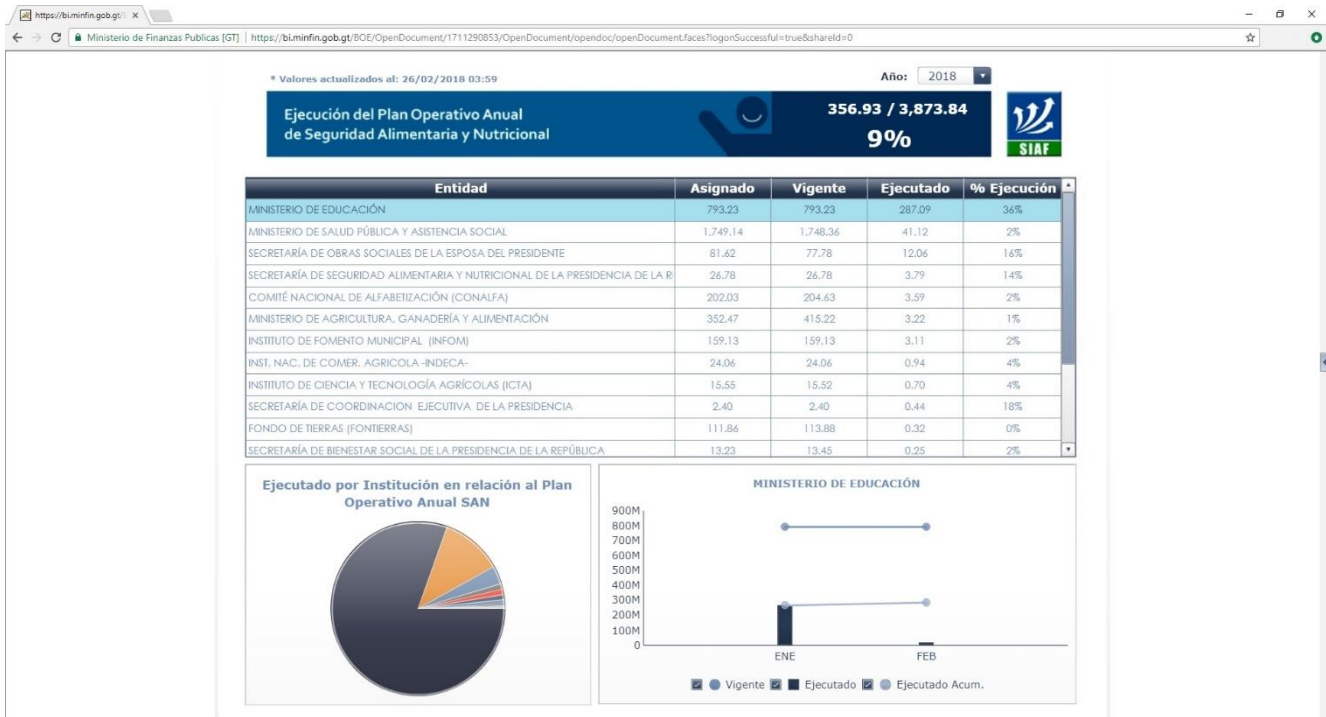 https://bi.minfin.gob.gt/
Ministerio de Finanzas Publicas [GT] | https://bi.minfin.gob.gt/BOE/OpenDocument/1711290853/OpenDocument/opendoc/openDocument.faces?logonSuccessful=true&shareId=0
* Valores actualizados al: 26/02/2018 03:59
Año: 2018
Ejecución del Plan Operativo Anual
de Seguridad Alimentaria y Nutricional
356.93 / 3,873.84
9%
SIAF
Entidad Asignado Vigente Ejecutado % Ejecución
MINISTERIO DE EDUCACIÓN 793.23 793.23 287.09 36%
MINISTERIO DE SALUD PÚBLICA Y ASISTENCIA SOCIAL 1,749.14 1,748.36 41.12 2%
SECRETARÍA DE OBRAS SOCIALES DE LA ESPOSA DEL PRESIDENTE 81.62 77.78 12.06 16%
SECRETARÍA DE SEGURIDAD ALIMENTARIA Y NUTRICIONAL DE LA PRESIDENCIA DE LA R 26.78 26.78 3.79 14%
COMITÉ NACIONAL DE ALFABETIZACIÓN (CONALFA) 202.03 204.63 3.59 2%
MINISTERIO DE AGRICULTURA, GANADERÍA Y ALIMENTACIÓN 352.47 415.22 3.22 1%
INSTITUTO DE FOMENTO MUNICIPAL (INFOM) 159.13 159.13 3.11 2%
INST. NAC. DE COMER. AGRICOLA -INDECA- 24.06 24.06 0.94 4%
INSTITUTO DE CIENCIA Y TECNOLOGÍA AGRÍCOLAS (ICTA) 15.55 15.52 0.70 4%
SECRETARÍA DE COORDINACION EJECUTIVA DE LA PRESIDENCIA 2.40 2.40 0.44 18%
FONDO DE TIERRAS (FONTIERRAS) 111.86 113.88 0.32 0%
SECRETARÍA DE BIENESTAR SOCIAL DE LA PRESIDENCIA DE LA REPÚBLICA 13.23 13.45 0.25 2%
Ejecutado por Institución en relación al Plan
Operativo Anual SAN
MINISTERIO DE EDUCACIÓN
900M
800M
700M
600M
500M
400M
300M
200M
100M
0
ENE FEB
Vigente Ejecutado Ejecutado Acum.